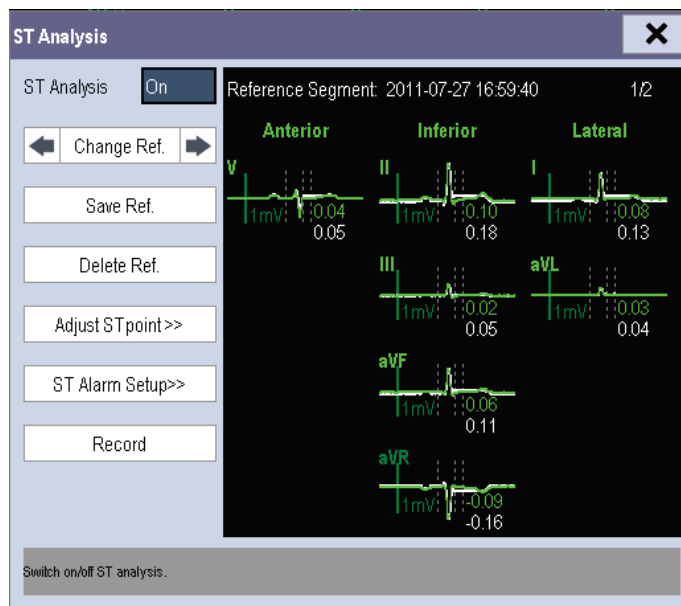 ST Analysis
ST Analysis On
Change Ref.
Save Ref.
Delete Ref.
Adjust STpoint>>
ST Alarm Setup>>
Record
Reference Segment: 2011-07-27 16:59:40 1/2
Anterior Inferior Lateral
V II I
1mV 0.04 1mV 0.10 1mV 0.08
0.05 0.18 0.13
III aVL
1mV 0.02 1mV 0.03
0.05 0.04
aVF
1mV 0.06
0.11
aVR
1mV -0.09
-0.16
Switch on/off ST analysis.